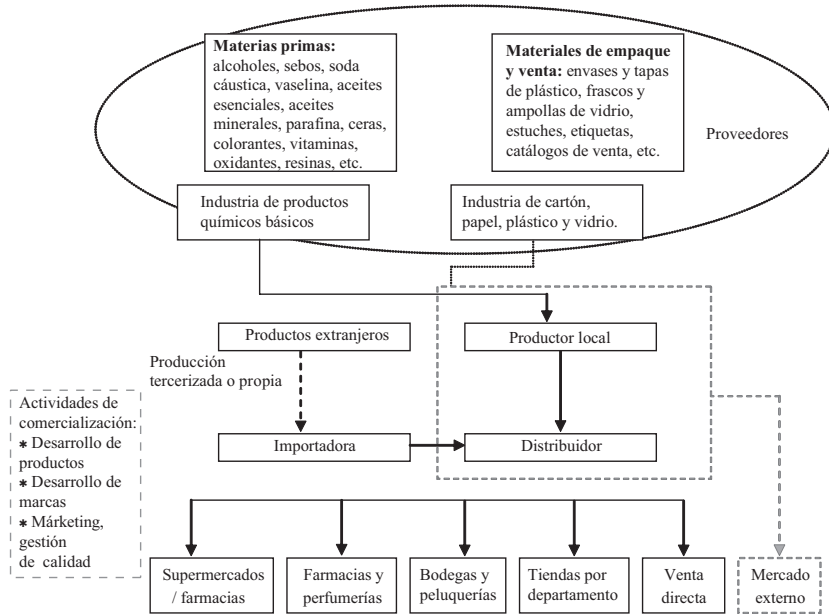 Materias primas:
alcoholes, sebos, soda
cáustica, vaselina, aceites
esenciales, aceites
minerales, parafina, ceras,
colorantes, vitaminas,
oxidantes, resinas, etc.
Materiales de empaque
y venta: envases y tapas
de plástico, frascos y
ampollas de vidrio,
estuches, etiquetas,
catálogos de venta, etc.
Proveedores
Industria de productos
químicos básicos
Industria de cartón,
papel, plástico y vidrio.
Productos extranjeros
Productor local
Producción
tercerizada o propia
Actividades de
comercialización:
* Desarrollo de
productos
* Desarrollo de
marcas
* Márketing,
gestión
de calidad
Importadora
Distribuidor
Supermercados
/ farmacias
Farmacias y
perfumerías
Bodegas y
peluquerías
Tiendas por
departamento
Venta
directa
Mercado
externo